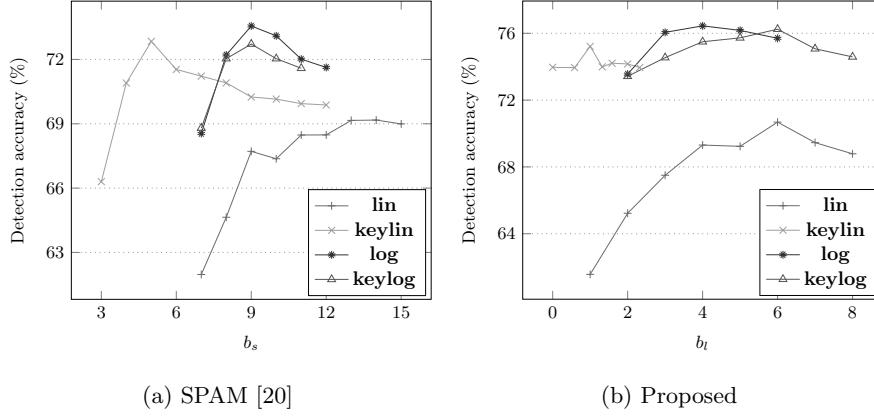 Detection accuracy (%)
72
69
66
63
3
6
9
12
15
b_s
lin
keylin
log
keylog
(a) SPAM [20]
Detection accuracy (%)
76
72
68
64
0
2
4
6
8
b_l
lin
keylin
log
keylog
(b) Proposed